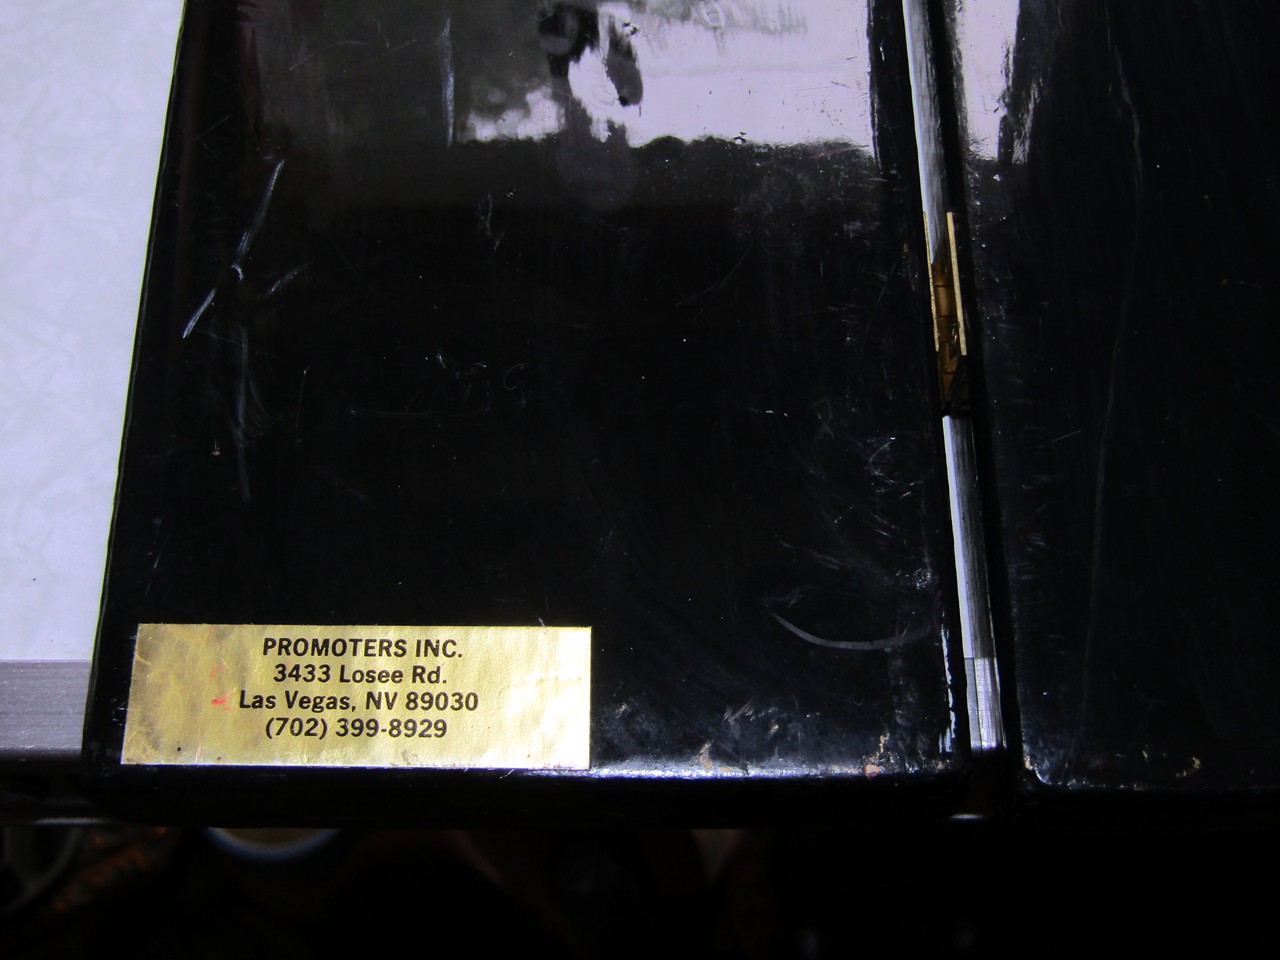 PROMOTERS INC.
3433 Losee Rd.
Las Vegas, NV 89030
(702) 399-8929